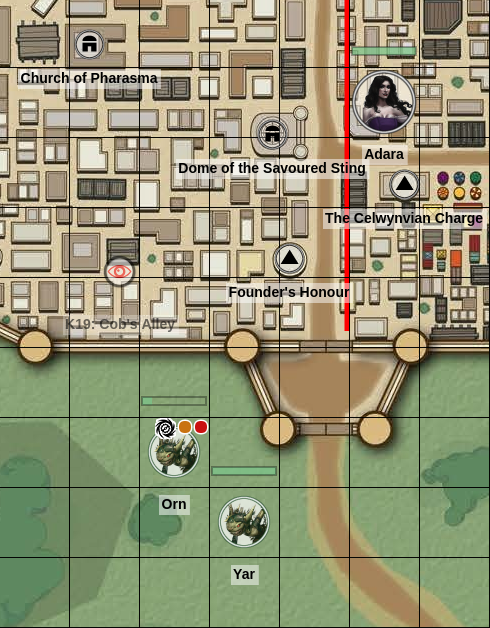 Church of Pharasma
Adara
Dome of the Savoured Sting
The Celwynvian Charge
Founder's Honour
K19: Cob's Alley
Orn
Yar